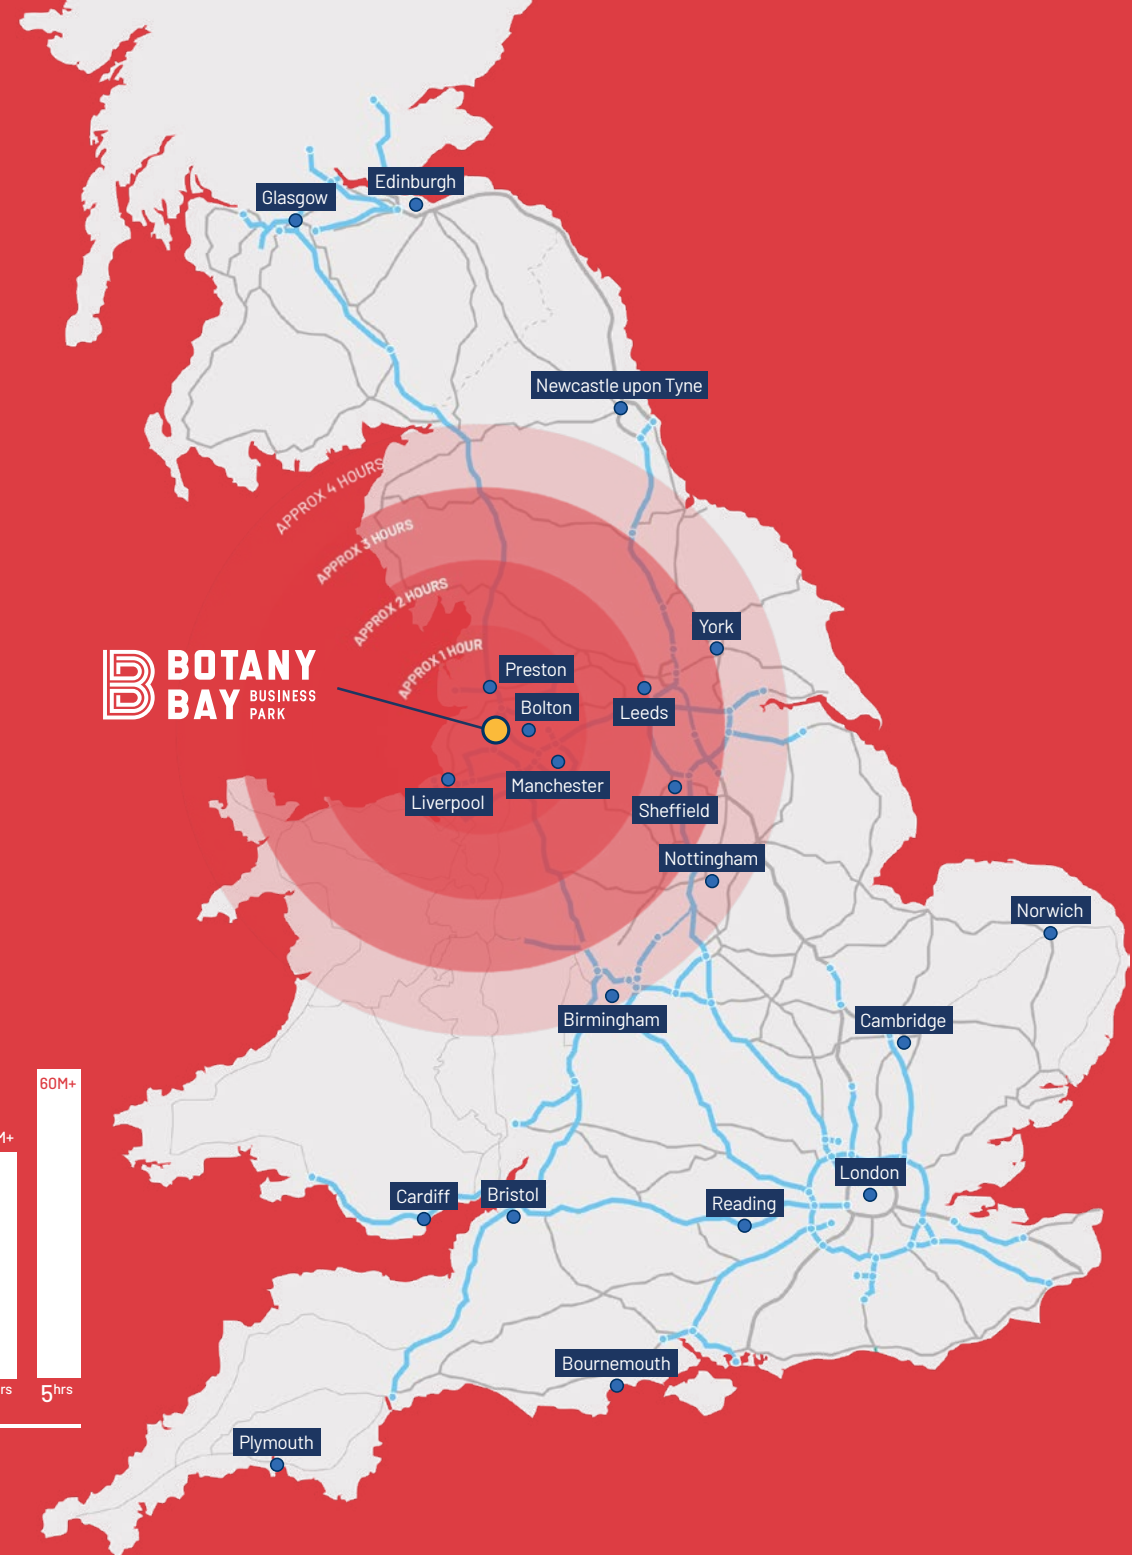 Edinburgh
Glasgow
Newcastle upon Tyne
APPROX 4 HOURS
APPROX 3 HOURS
APPROX 2 HOURS
APPROX 1 HOUR
York
BOTANY
BAY BUSINESS
PARK
Preston
Bolton
Leeds
Manchester
Liverpool
Sheffield
Nottingham
Norwich
Birmingham
Cambridge
60M+
M+
London
Cardiff
Bristol
Reading
Bournemouth
rs
5hrs
Plymouth